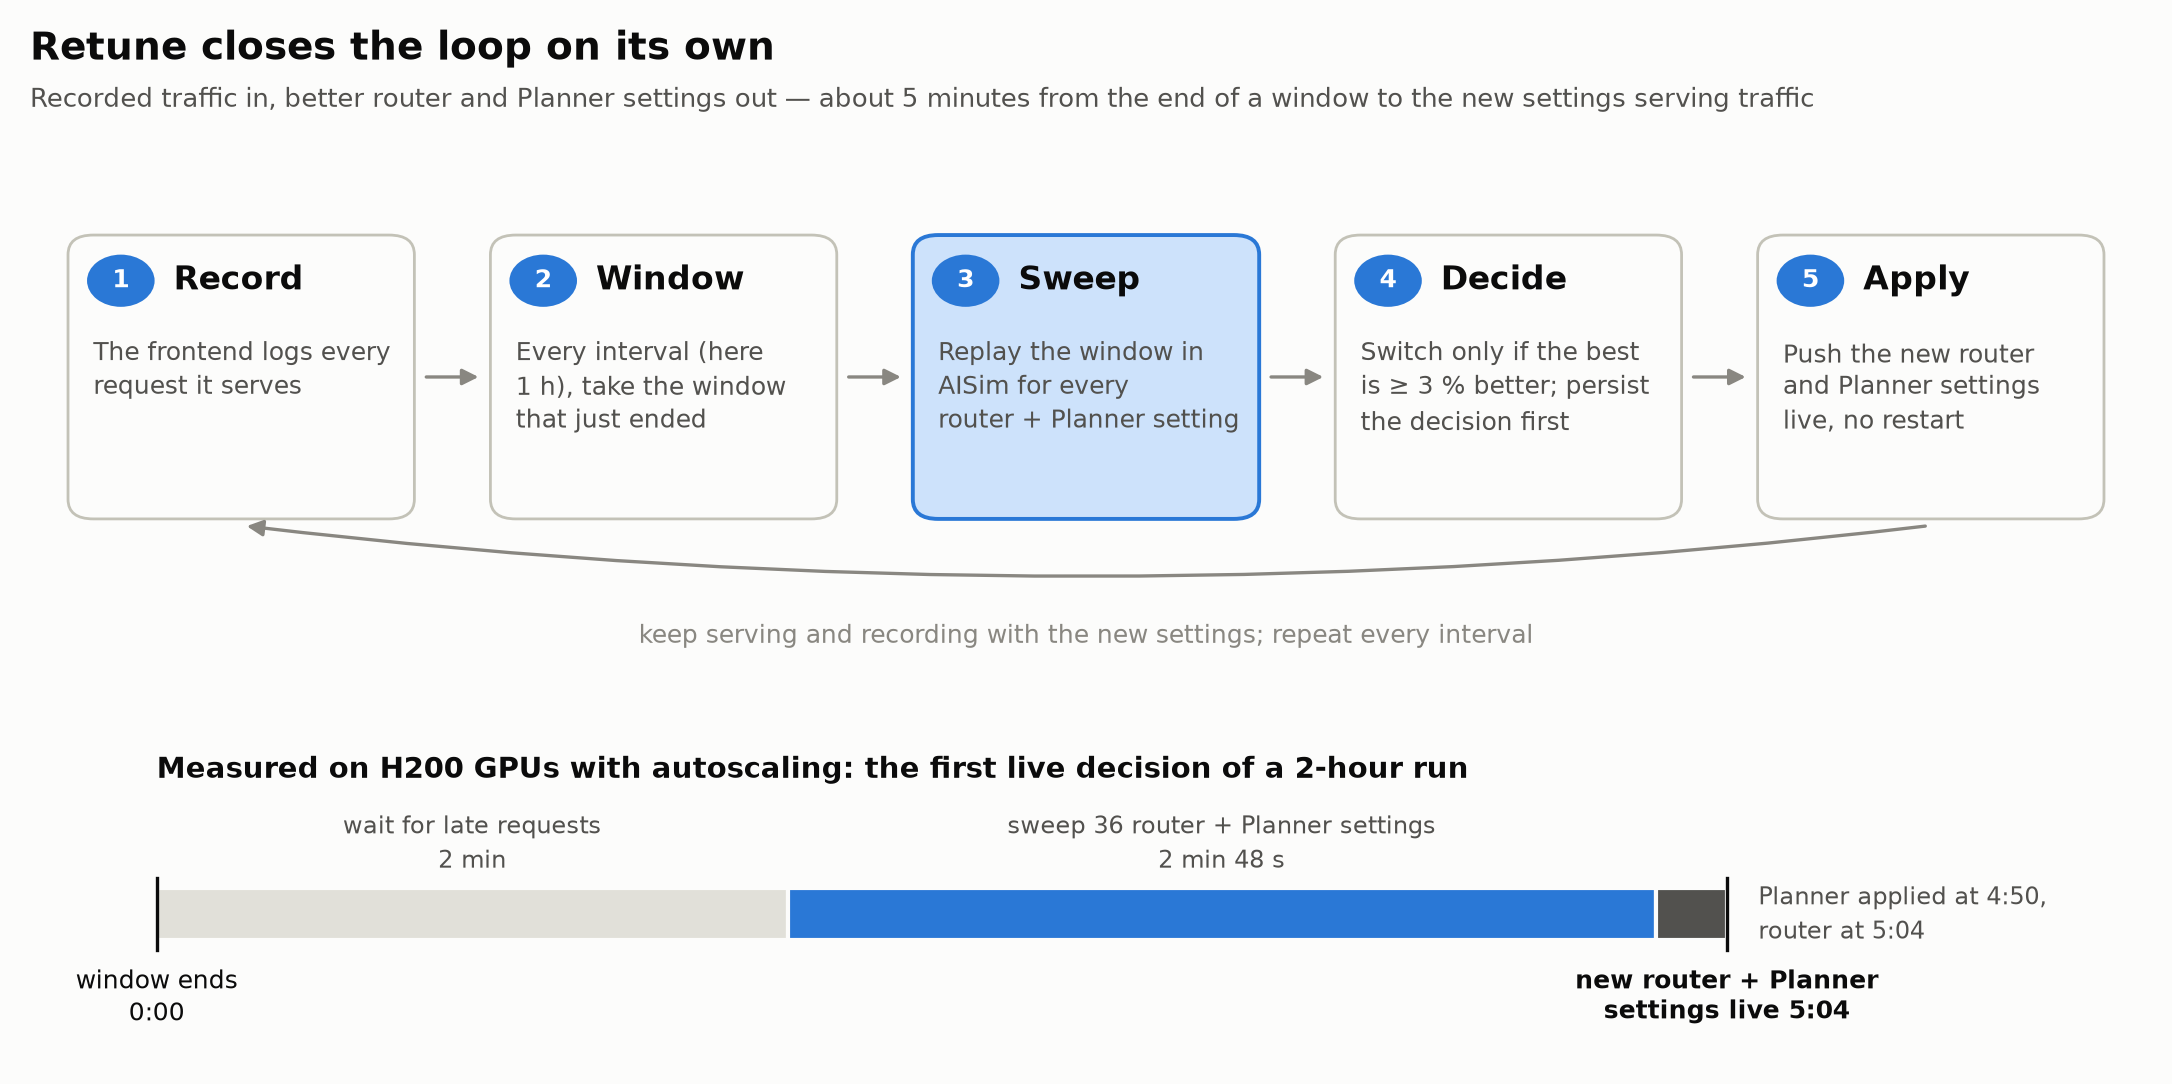 Retune closes the loop on its own
Recorded traffic in, better router and Planner settings out — about 5 minutes from the end of a window to the new settings serving traffic
1 Record
The frontend logs every
request it serves
2 Window
Every interval (here
1 h), take the window
that just ended
3 Sweep
Replay the window in
AISim for every
router + Planner setting
4 Decide
Switch only if the best
is ≥ 3 % better; persist
the decision first
5 Apply
Push the new router
and Planner settings
live, no restart
keep serving and recording with the new settings; repeat every interval
Measured on H200 GPUs with autoscaling: the first live decision of a 2-hour run
wait for late requests
2 min
sweep 36 router + Planner settings
2 min 48 s
Planner applied at 4:50,
router at 5:04
window ends
0:00
new router + Planner
settings live 5:04